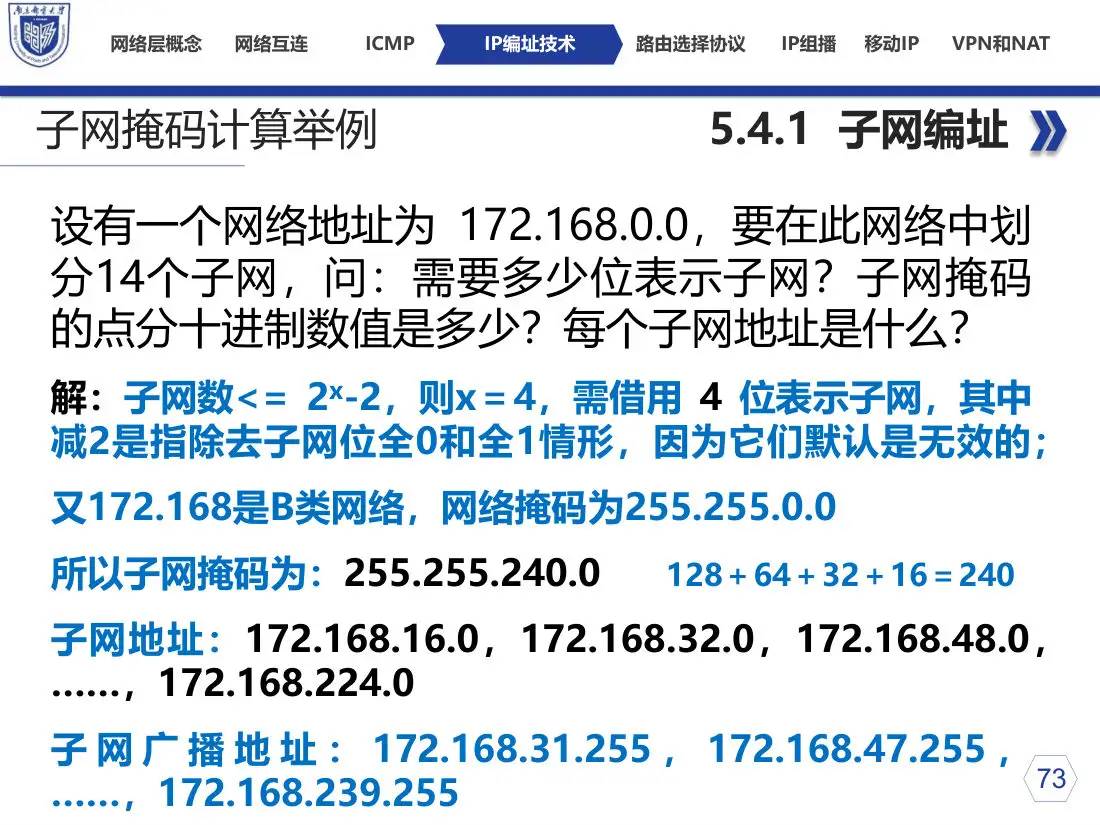 网络层概念 网络互连 ICMP IP编址技术 路由选择协议 IP组播 移动IP VPN和NAT
子网掩码计算举例 5.4.1 子网编址
设有一个网络地址为 172.168.0.0，要在此网络中划
分14个子网，问：需要多少位表示子网？子网掩码
的点分十进制数值是多少？每个子网地址是什么？
解：子网数<= 2ˣ-2，则x＝4，需借用 4 位表示子网，其中
减2是指除去子网位全0和全1情形，因为它们默认是无效的；
又172.168是B类网络，网络掩码为255.255.0.0
所以子网掩码为：255.255.240.0 128＋64＋32＋16＝240
子网地址：172.168.16.0，172.168.32.0，172.168.48.0，
……，172.168.224.0
子网广播地址：172.168.31.255，172.168.47.255，
……，172.168.239.255
73